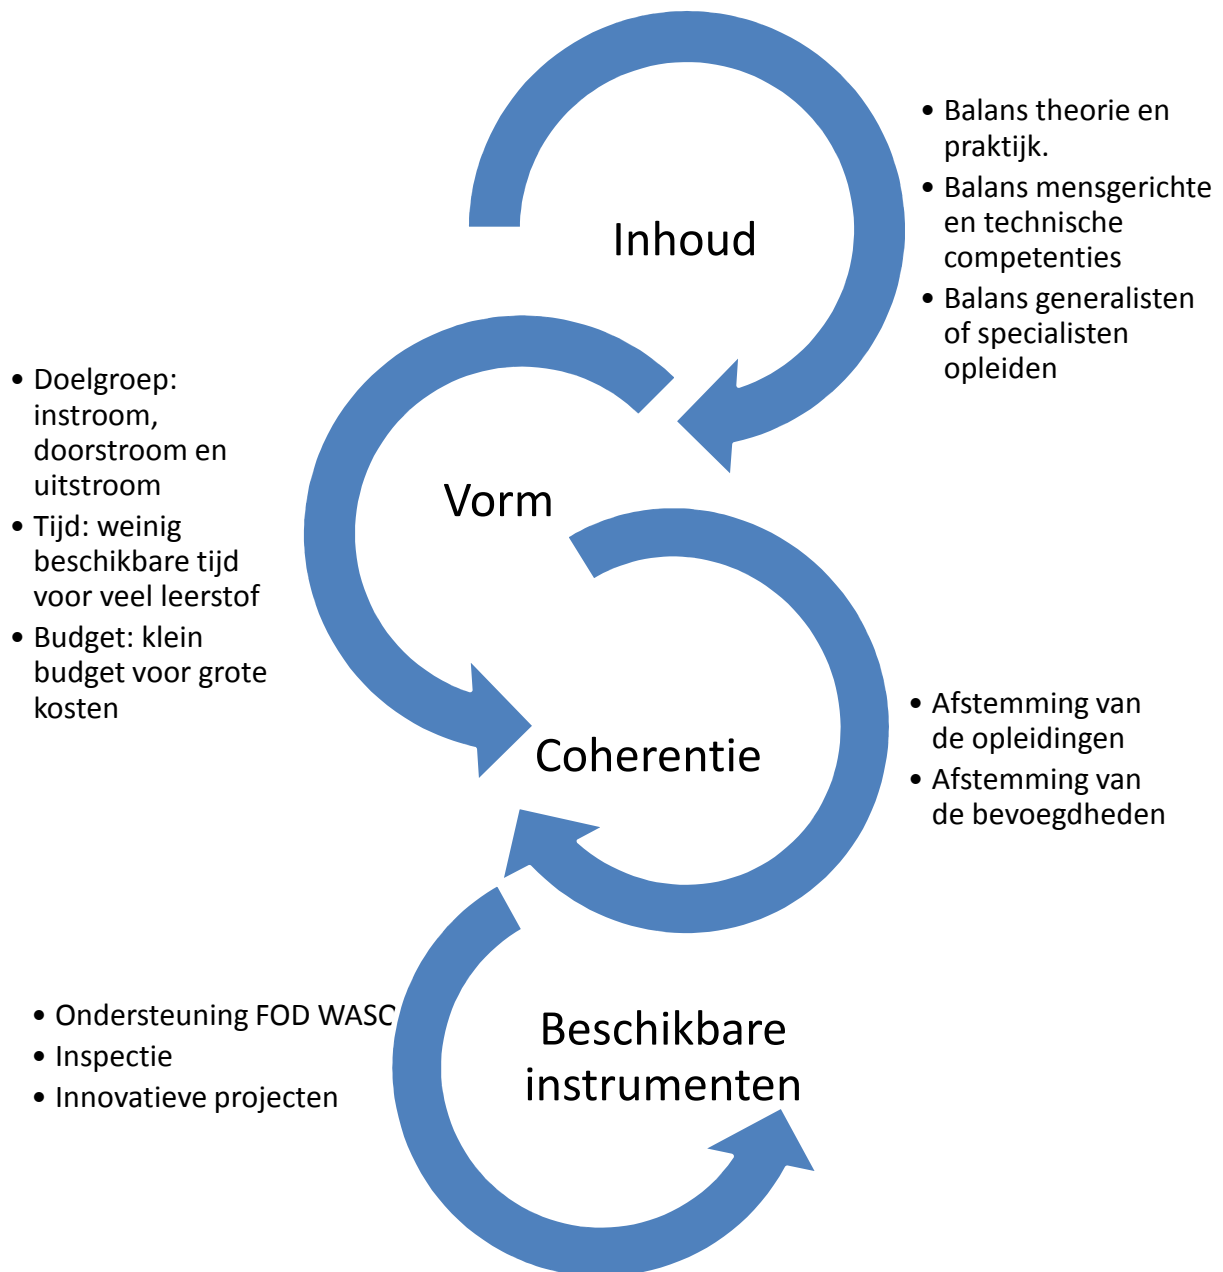 Inhoud
• Balans theorie en
praktijk.
• Balans mensgerichte
en technische
competenties
• Balans generalisten
of specialisten
opleiden
Vorm
• Doelgroep:
instroom,
doorstroom en
uitstroom
• Tijd: weinig
beschikbare tijd
voor veel leerstof
• Budget: klein
budget voor grote
kosten
Coherentie
• Afstemming van
de opleidingen
• Afstemming van
de bevoegdheden
Beschikbare
instrumenten
• Ondersteuning FOD WASO
• Inspectie
• Innovatieve projecten